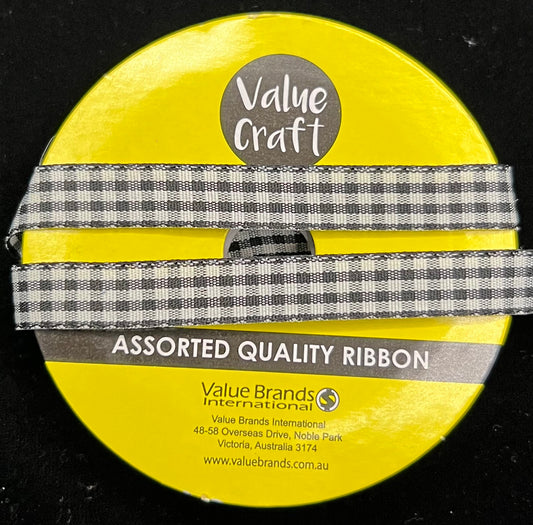 Value
Craft
ASSORTED QUALITY RIBBON
Value Brands
International
Value Brands International
48-58 Overseas Drive, Noble Park
Victoria, Australia 3174
www.valuebrands.com.au